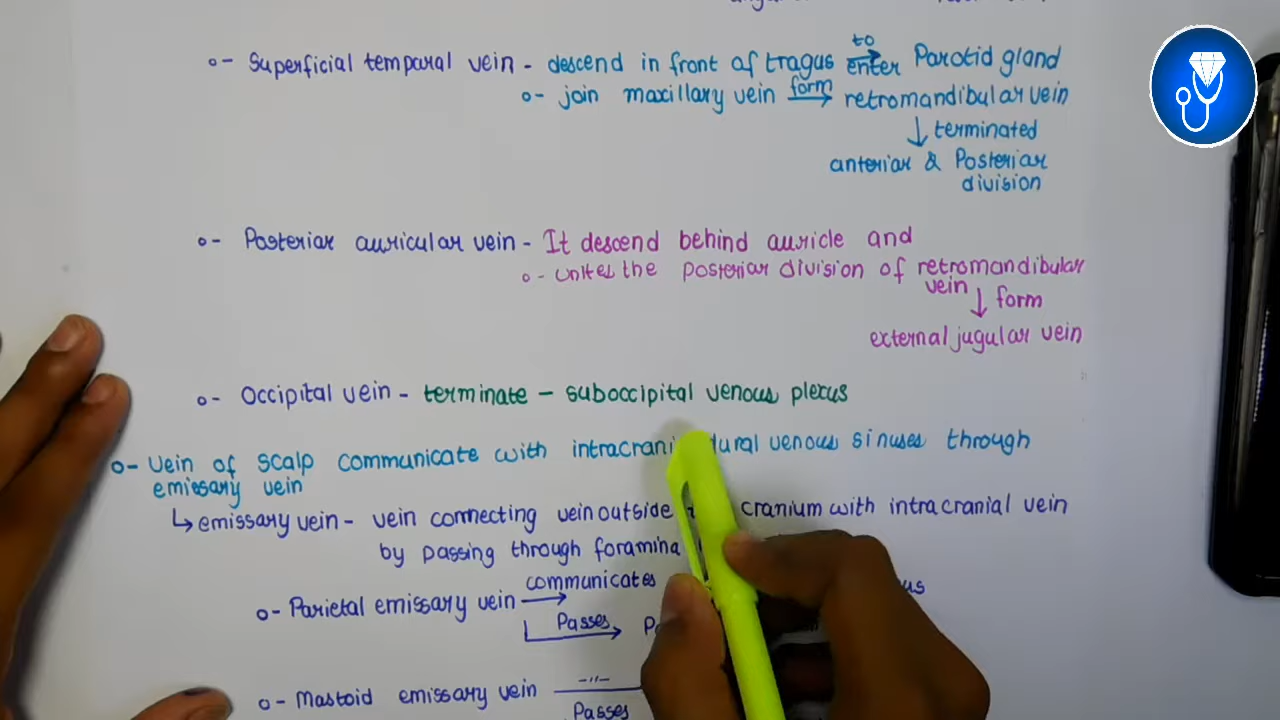 o- Superficial temporal vein - descend in front of tragus to enter Parotid gland
o- join maxillary vein form retromandibular vein
terminated
anterior & Posterior
division
o- Posterior auricular vein - It descend behind auricle and
o- unites the posterior division of retromandibular
vein form
external jugular vein
o- Occipital vein - terminate - suboccipital venous plexus
o- Vein of scalp communicate with intracrani dural venous sinuses through
emissary vein
emissary vein - vein connecting vein outside cranium with intracranial vein
by passing through foramina
communicates
o- Parietal emissary vein
Passes
o- Mastoid emissary vein -"-
Passes